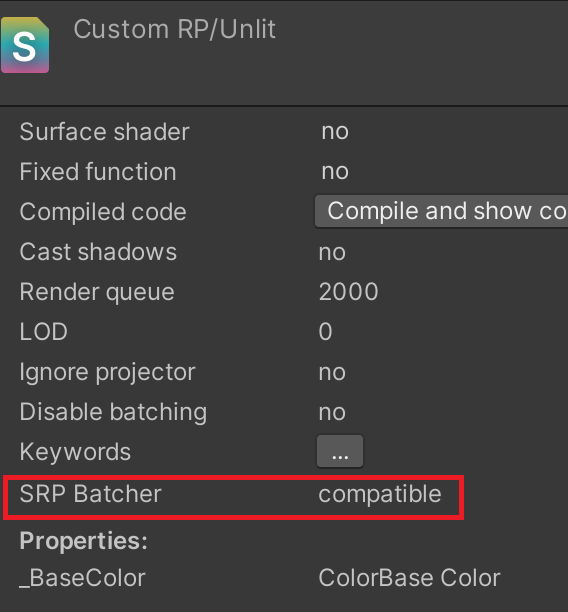 S
Custom RP/Unlit
Surface shader no
Fixed function no
Compiled code Compile and show co
Cast shadows no
Render queue 2000
LOD 0
Ignore projector no
Disable batching no
Keywords ...
SRP Batcher compatible
Properties:
_BaseColor ColorBase Color